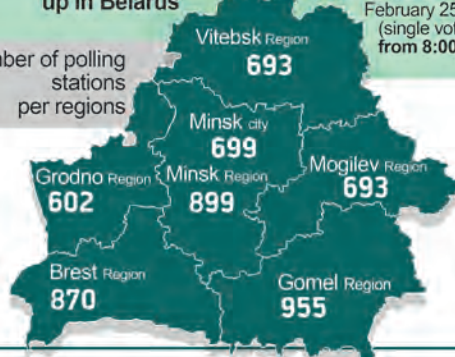 up in Belarus
February 25
(single vot
from 8:00
ber of polling
stations
per regions
Vitebsk Region
693
Minsk city
699
Mogilev Region
693
Grodno Region
602
Minsk Region
899
Brest Region
870
Gomel Region
955